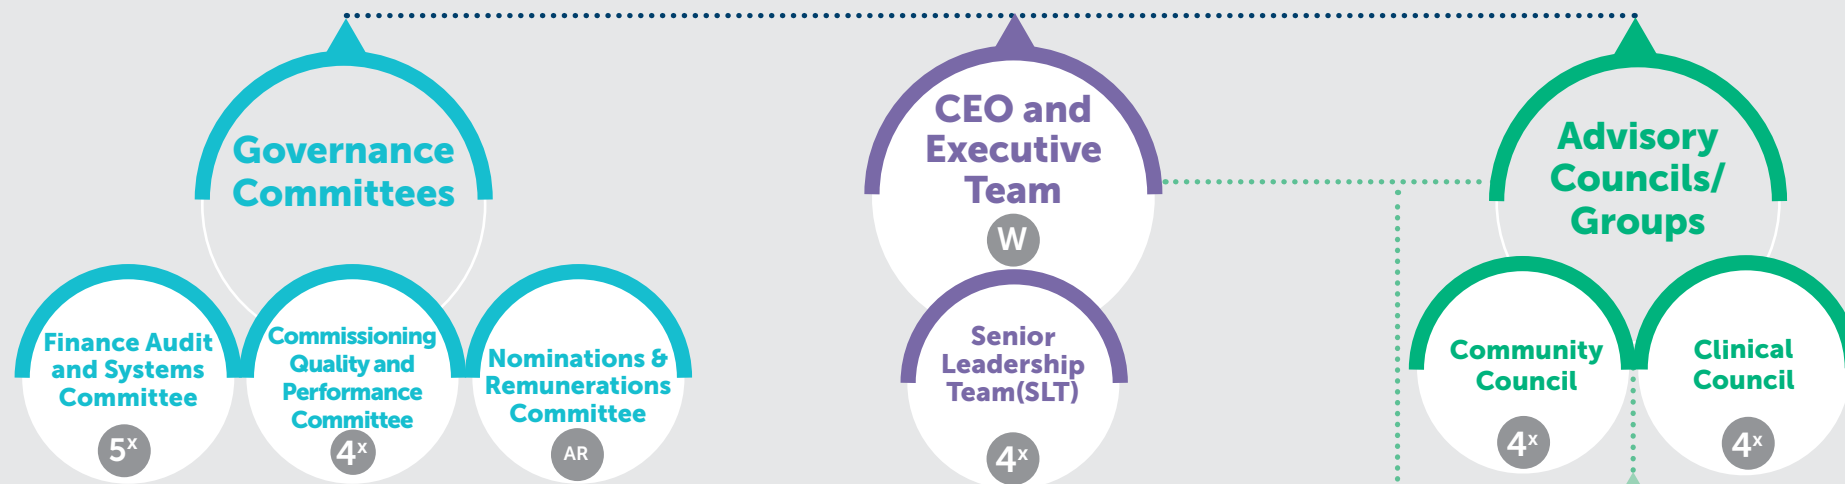 Governance
Committees
CEO and
Executive
Team
W
Advisory
Councils/
Groups
Finance Audit
and Systems
Committee
5x
Commissioning
Quality and
Performance
Committee
4x
Nominations &
Remunerations
Committee
AR
Senior
Leadership
Team(SLT)
4x
Community
Council
4x
Clinical
Council
4x